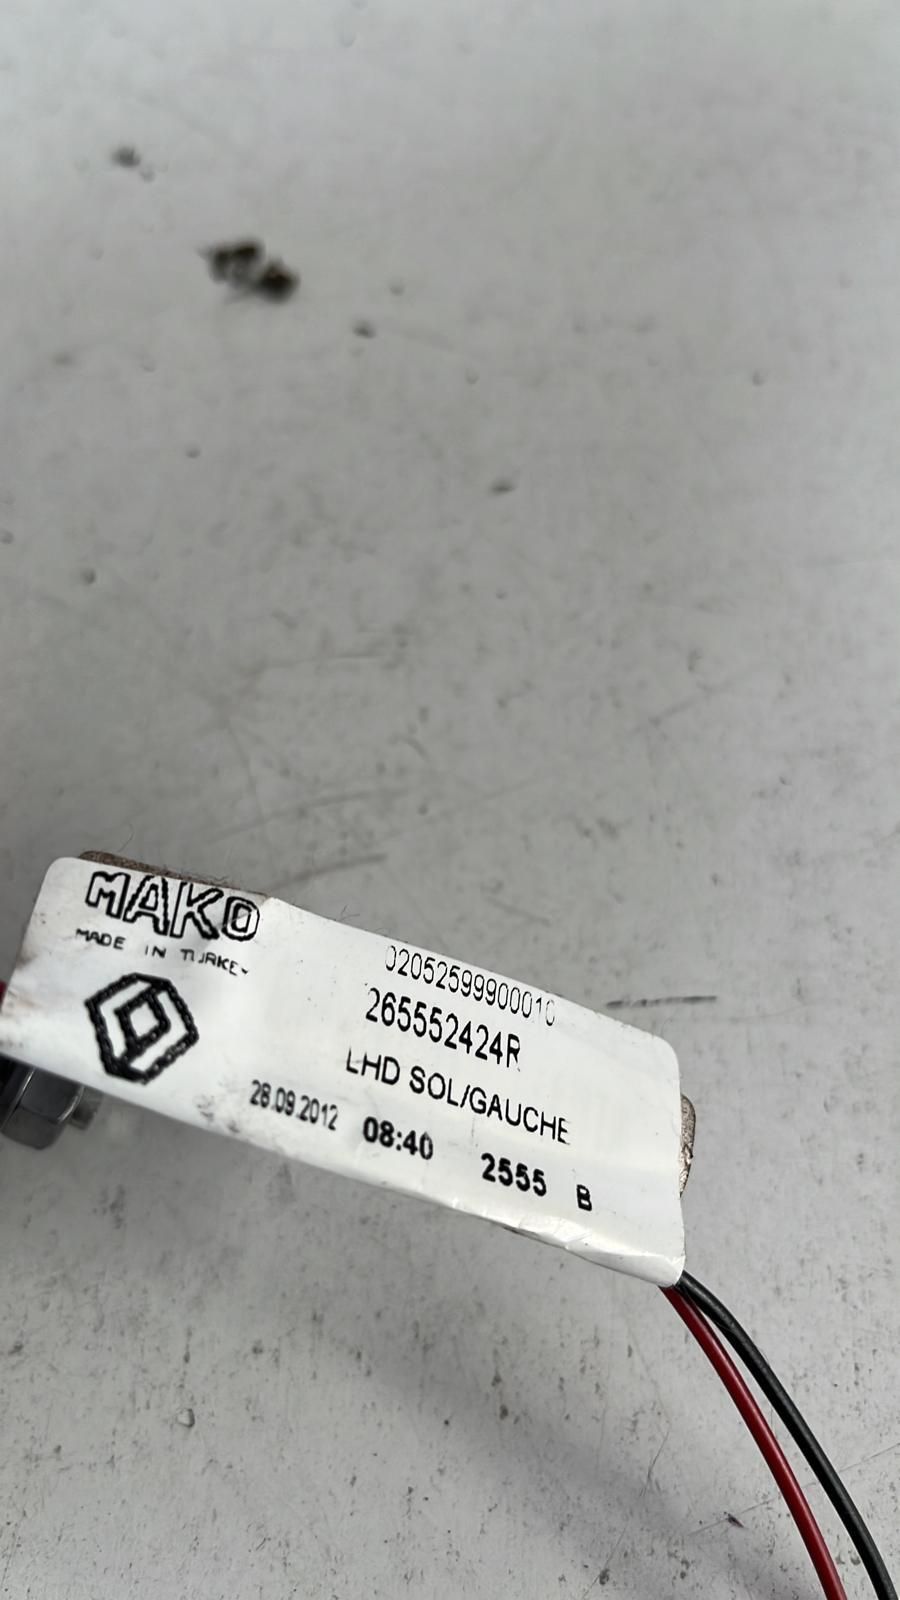 MAKO
MADE IN TURKEY
02052599900010
265552424R
LHD SOL/GAUCHE
28.09.2012 08:40 2555 B